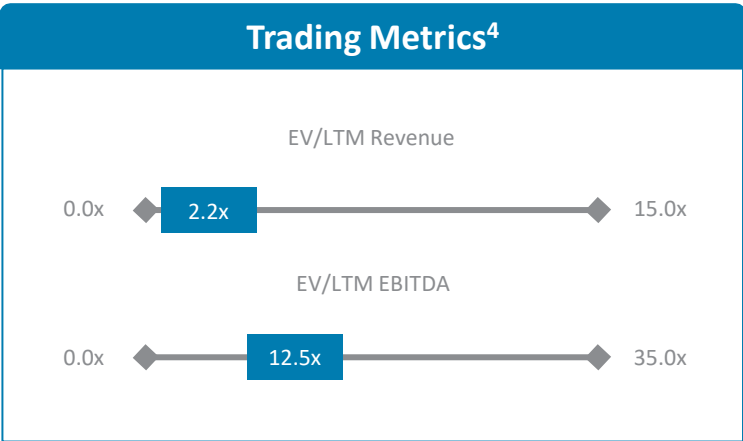 Trading Metrics4
EV/LTM Revenue
0.0x 2.2x 15.0x
EV/LTM EBITDA
0.0x 12.5x 35.0x